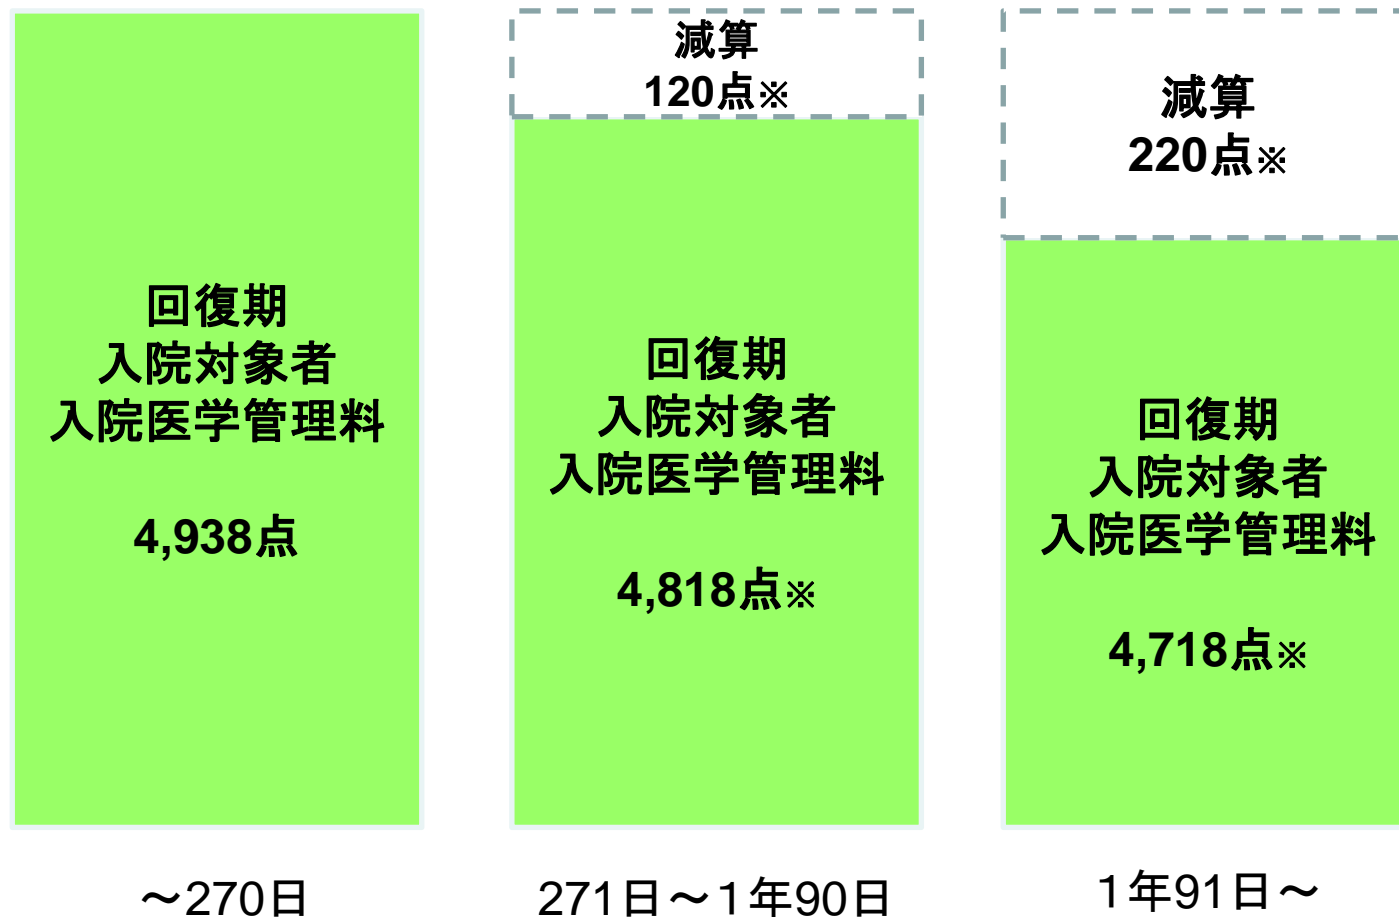 回復期
入院対象者
入院医学管理料
4,938点
～270日
減算
120点※
回復期
入院対象者
入院医学管理料
4,818点※
271日～１年90日
減算
220点※
回復期
入院対象者
入院医学管理料
4,718点※
１年91日～